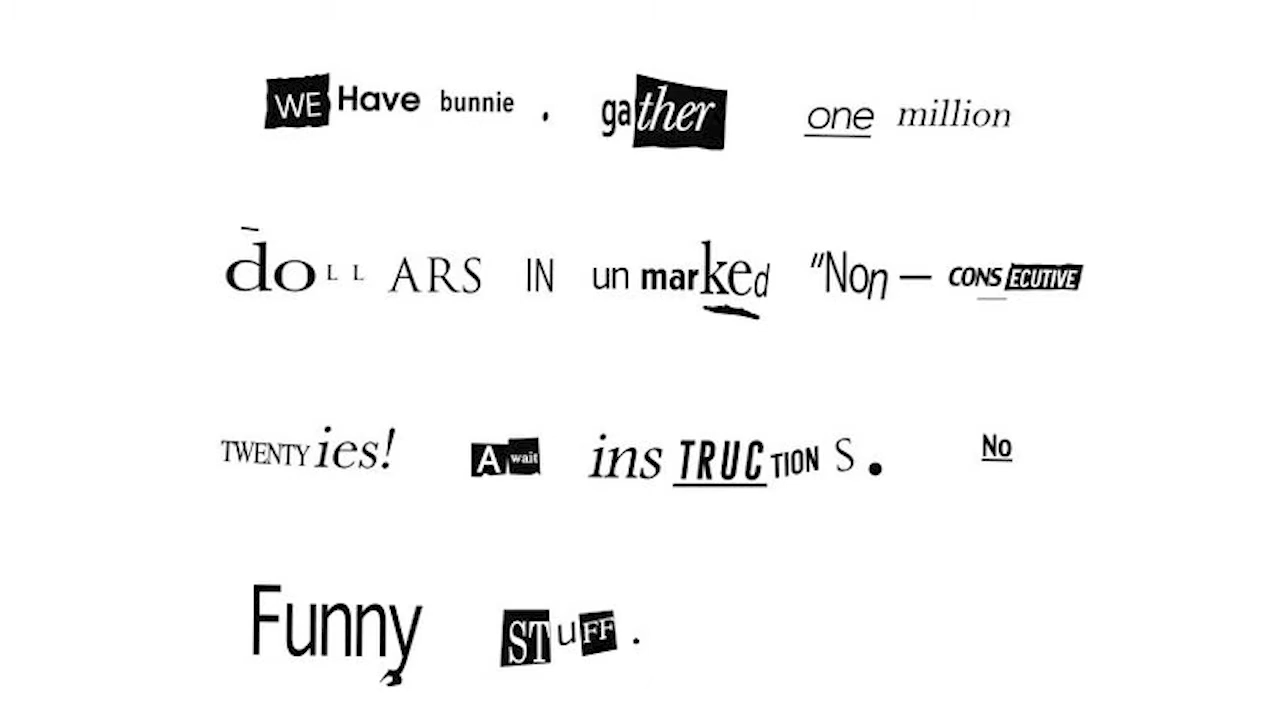 WE Have bunnie . gather one million
doLLARS IN unmarked "Non – CONSECUTIVE
TWENTYies! Await insTRUCTIONS. No
Funny STuFF.